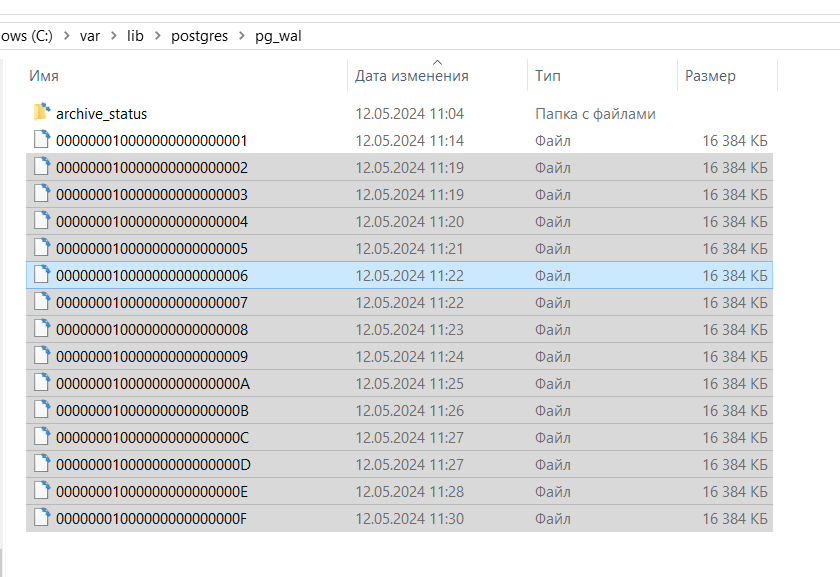 ows (C:) > var > lib > postgres > pg_wal
Имя Дата изменения Тип Размер
archive_status 12.05.2024 11:04 Папка с файлами
000000010000000000000001 12.05.2024 11:14 Файл 16 384 КБ
000000010000000000000002 12.05.2024 11:19 Файл 16 384 КБ
000000010000000000000003 12.05.2024 11:19 Файл 16 384 КБ
000000010000000000000004 12.05.2024 11:20 Файл 16 384 КБ
000000010000000000000005 12.05.2024 11:21 Файл 16 384 КБ
000000010000000000000006 12.05.2024 11:22 Файл 16 384 КБ
000000010000000000000007 12.05.2024 11:22 Файл 16 384 КБ
000000010000000000000008 12.05.2024 11:23 Файл 16 384 КБ
000000010000000000000009 12.05.2024 11:24 Файл 16 384 КБ
00000001000000000000000A 12.05.2024 11:25 Файл 16 384 КБ
00000001000000000000000B 12.05.2024 11:26 Файл 16 384 КБ
00000001000000000000000C 12.05.2024 11:27 Файл 16 384 КБ
00000001000000000000000D 12.05.2024 11:27 Файл 16 384 КБ
00000001000000000000000E 12.05.2024 11:28 Файл 16 384 КБ
00000001000000000000000F 12.05.2024 11:30 Файл 16 384 КБ